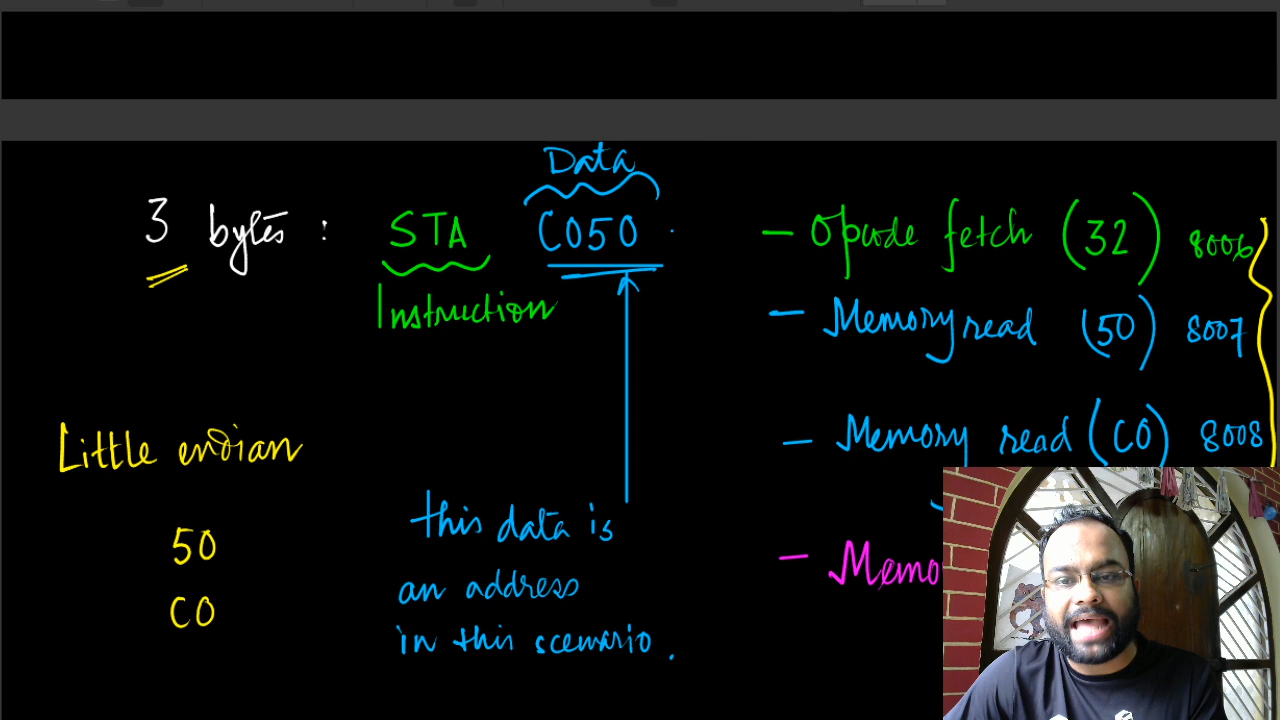 Data
3 bytes : STA C050 - Opcode fetch (32) 8006
Instruction - Memory read (50) 8007
- Memory read (C0) 8008
Little endian
50
C0
this data is
an address
in this scenario.
- Memo